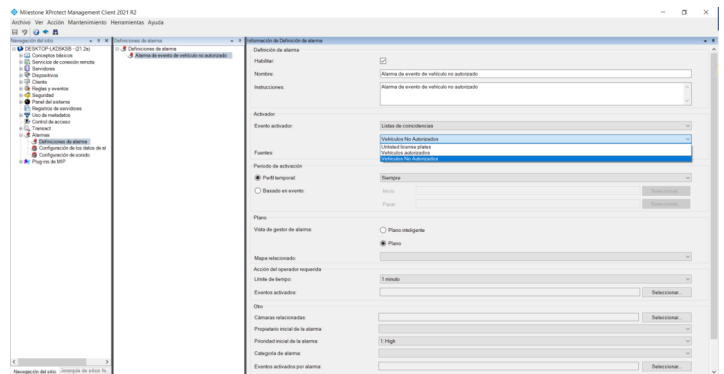 Milestone XProtect Management Client 2021 R2
Archivo Ver Acción Mantenimiento Herramientas Ayuda
Navegación del sitio
DESKTOP-LKDSKSB - (21.2a)
Conceptos básicos
Servicios de conexión remota
Servidores
Dispositivos
Cliente
Reglas y eventos
Seguridad
Panel del sistema
Registros de servidores
Uso de metadatos
Control de acceso
Transact
Alarmas
Definiciones de alarma
Configuración de los datos de al
Configuración de sonido
Plug-ins de MIP
Navegación del sitio
Jerarquía de sitios fe..
Definiciones de alarma
Definiciones de alarma
Alarma de evento de vehículo no autorizado
Información de Definición de alarma
Definición de alarma
Habilitar:
Nombre: Alarma de evento de vehículo no autorizado
Instrucciones: Alarma de evento de vehículo no autorizado
Activador
Evento activador: Listas de coincidencias
Vehículos No Autorizados
Unlisted license plates
Vehículos autorizados
Vehículos No Autorizados
Fuentes:
Periodo de activación
Perfil temporal: Siempre
Basado en evento: Inicio: Seleccionar...
Parar: Seleccionar...
Plano
Vista de gestor de alarma: Plano inteligente
Plano
Mapa relacionado:
Acción del operador requerida
Límite de tiempo: 1 minuto
Eventos activados: Seleccionar...
Otro
Cámaras relacionadas: Seleccionar...
Propietario inicial de la alarma:
Prioridad inicial de la alarma: 1: High
Categoría de alarma:
Eventos activados por alarma: Seleccionar...